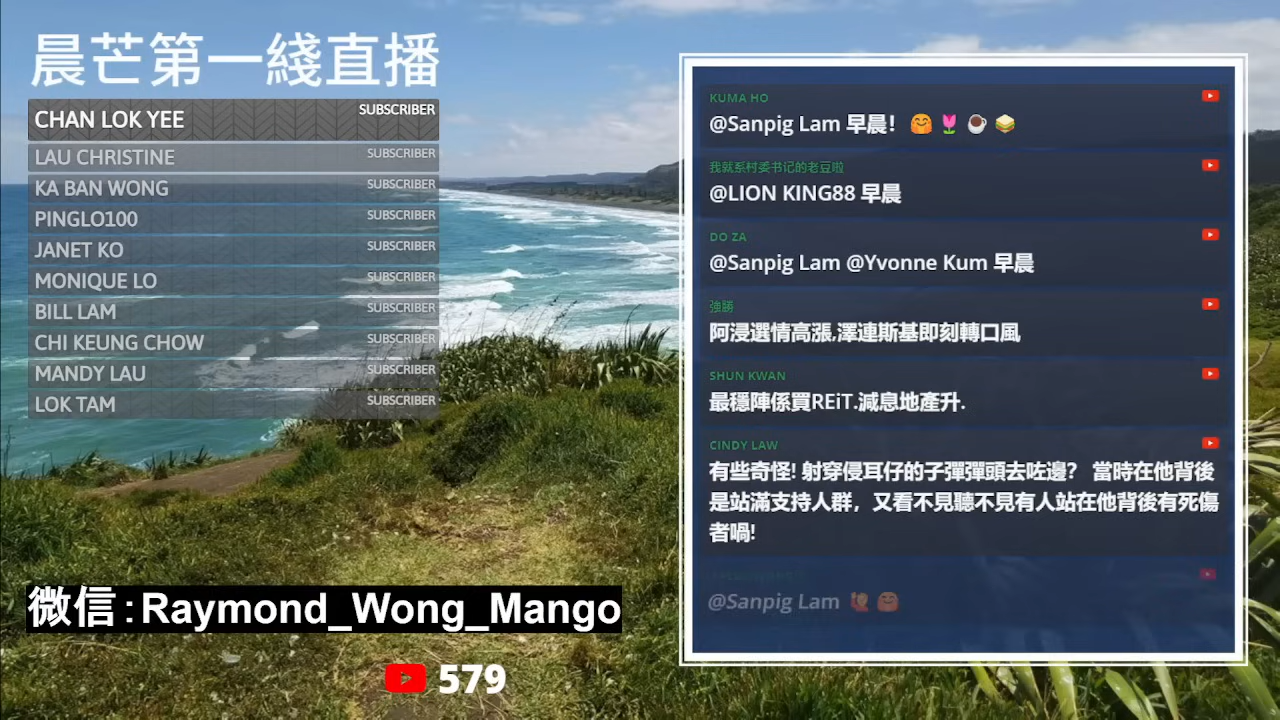 晨芒第一綫直播
CHAN LOK YEE SUBSCRIBER
LAU CHRISTINE SUBSCRIBER
KA BAN WONG SUBSCRIBER
PINGLO100 SUBSCRIBER
JANET KO SUBSCRIBER
MONIQUE LO SUBSCRIBER
BILL LAM SUBSCRIBER
CHI KEUNG CHOW SUBSCRIBER
MANDY LAU SUBSCRIBER
LOK TAM SUBSCRIBER
微信:Raymond_Wong_Mango
579
KUMA HO
@Sanpig Lam 早晨! 🤗 🌷 ☕ 🥪
我就系村委书记的老豆啦
@LION KING88 早晨
DO ZA
@Sanpig Lam @Yvonne Kum 早晨
強勝
阿浸選情高漲,澤連斯基即刻轉口風
SHUN KWAN
最穩陣係買REiT.減息地產升.
CINDY LAW
有些奇怪! 射穿侵耳仔的子彈彈頭去咗邊? 當時在他背後
是站滿支持人群，又看不見聽不見有人站在他背後有死傷
者喎!
@Sanpig Lam